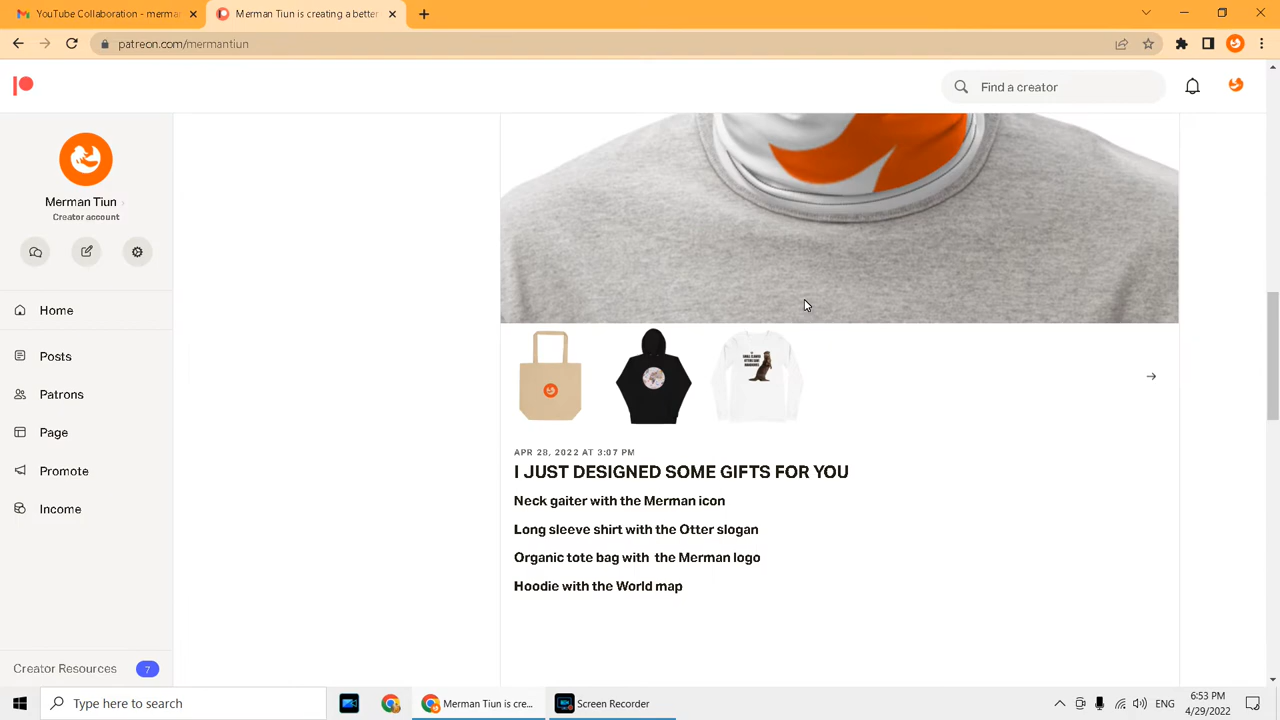 YouTube Collaboration - merma
Merman Tiun is creating a better
patreon.com/mermantiun
Find a creator
Merman Tiun
Creator account
Home
Posts
Patrons
Page
Promote
Income
Creator Resources 7
APR 28, 2022 AT 3:07 PM
I JUST DESIGNED SOME GIFTS FOR YOU
Neck gaiter with the Merman icon
Long sleeve shirt with the Otter slogan
Organic tote bag with the Merman logo
Hoodie with the World map
Type here to search
Merman Tiun is cre...
Screen Recorder
ENG
6:53 PM
4/29/2022